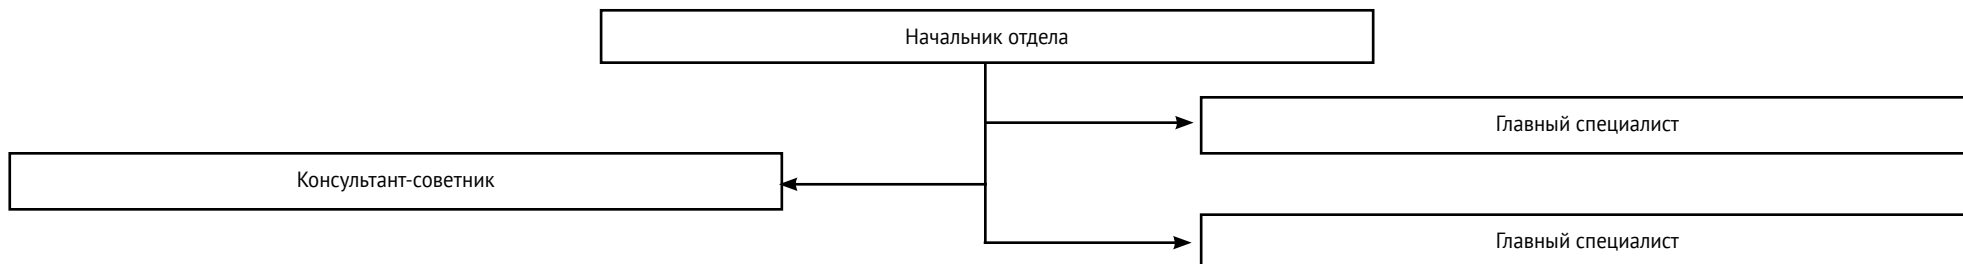 Начальник отдела
Главный специалист
Консультант-советник
Главный специалист